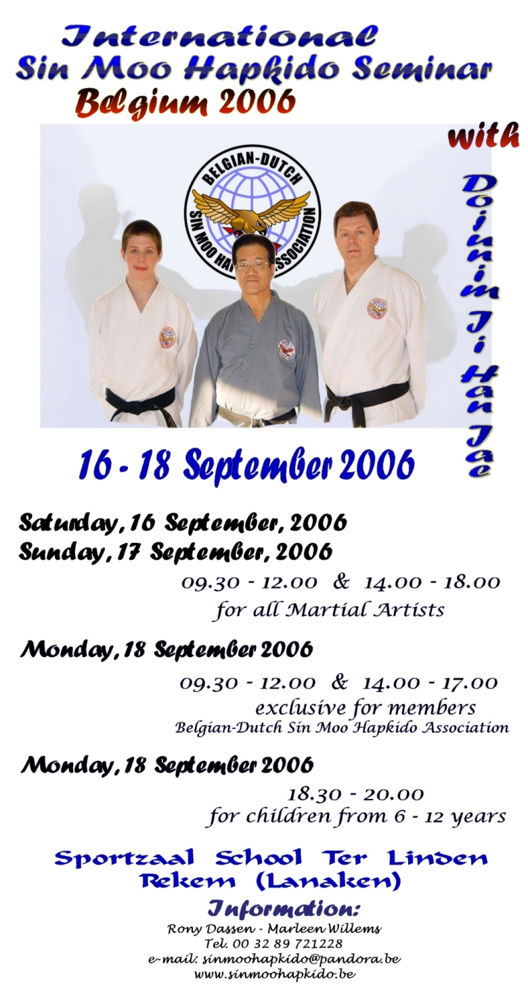 International
Sin Moo Hapkido Seminar
Belgium 2006
with
Dojunim Ji Han Jae
BELGIAN-DUTCH
SIN MOO HAP ASSOCIATION
16 - 18 September 2006
Saturday, 16 September, 2006
Sunday, 17 September, 2006
09.30 - 12.00 & 14.00 - 18.00
for all Martial Artists
Monday, 18 September 2006
09.30 - 12.00 & 14.00 - 17.00
exclusive for members
Belgian-Dutch Sin Moo Hapkido Association
Monday, 18 September 2006
18.30 - 20.00
for children from 6 - 12 years
Sportzaal School Ter Linden
Rekem (Lanaken)
Information:
Rony Dassen - Marleen Willems
Tel. 00 32 89 721228
e-mail: sinmoohapkido@pandora.be
www.sinmoohapkido.be